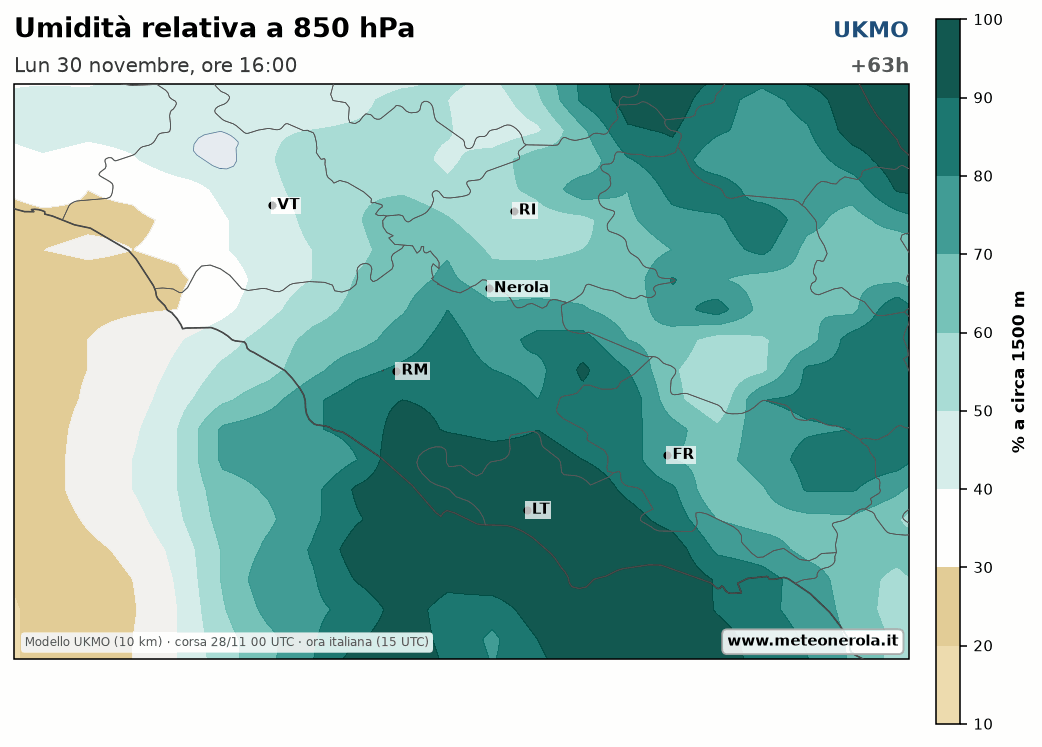 Umidità relativa a 850 hPa
UKMO
Lun 30 novembre, ore 16:00
+63h
100
90
80
70
60
50
40
30
20
10
% a circa 1500 m
VT
RI
Nerola
RM
FR
LT
Modello UKMO (10 km) · corsa 28/11 00 UTC · ora italiana (15 UTC)
www.meteonerola.it